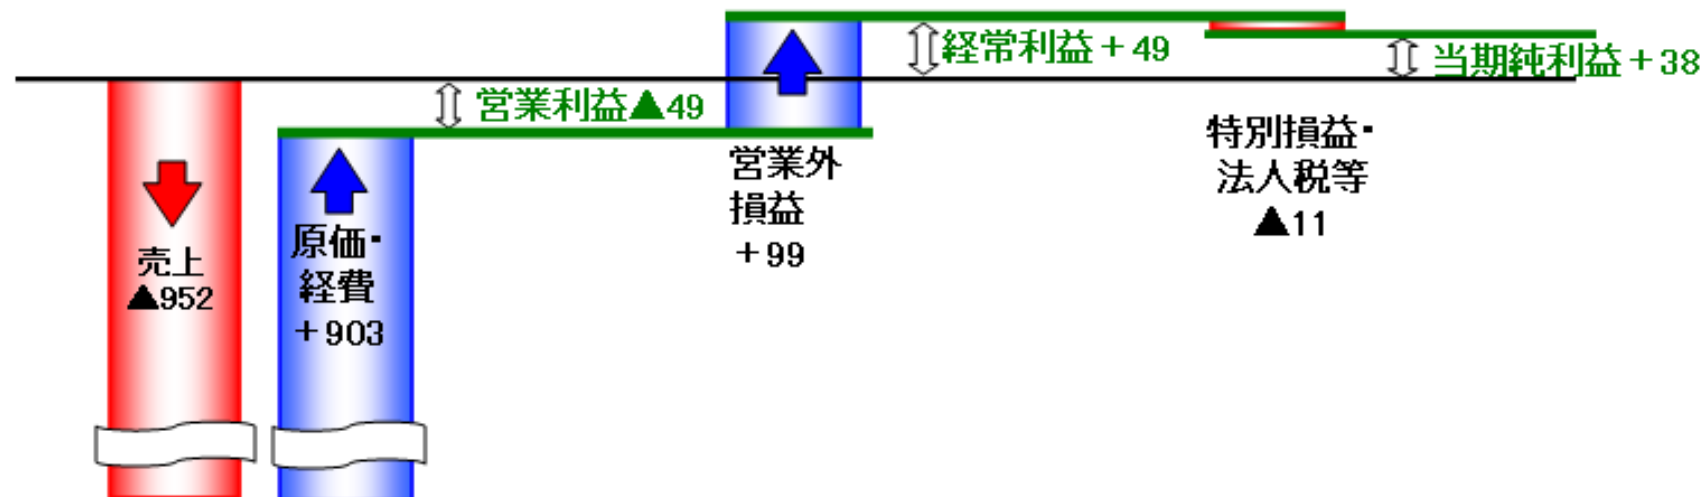 経常利益＋49
当期純利益＋38
営業利益▲49
特別損益・
法人税等
▲11
営業外
損益
＋99
原価・
経費
＋903
売上
▲952